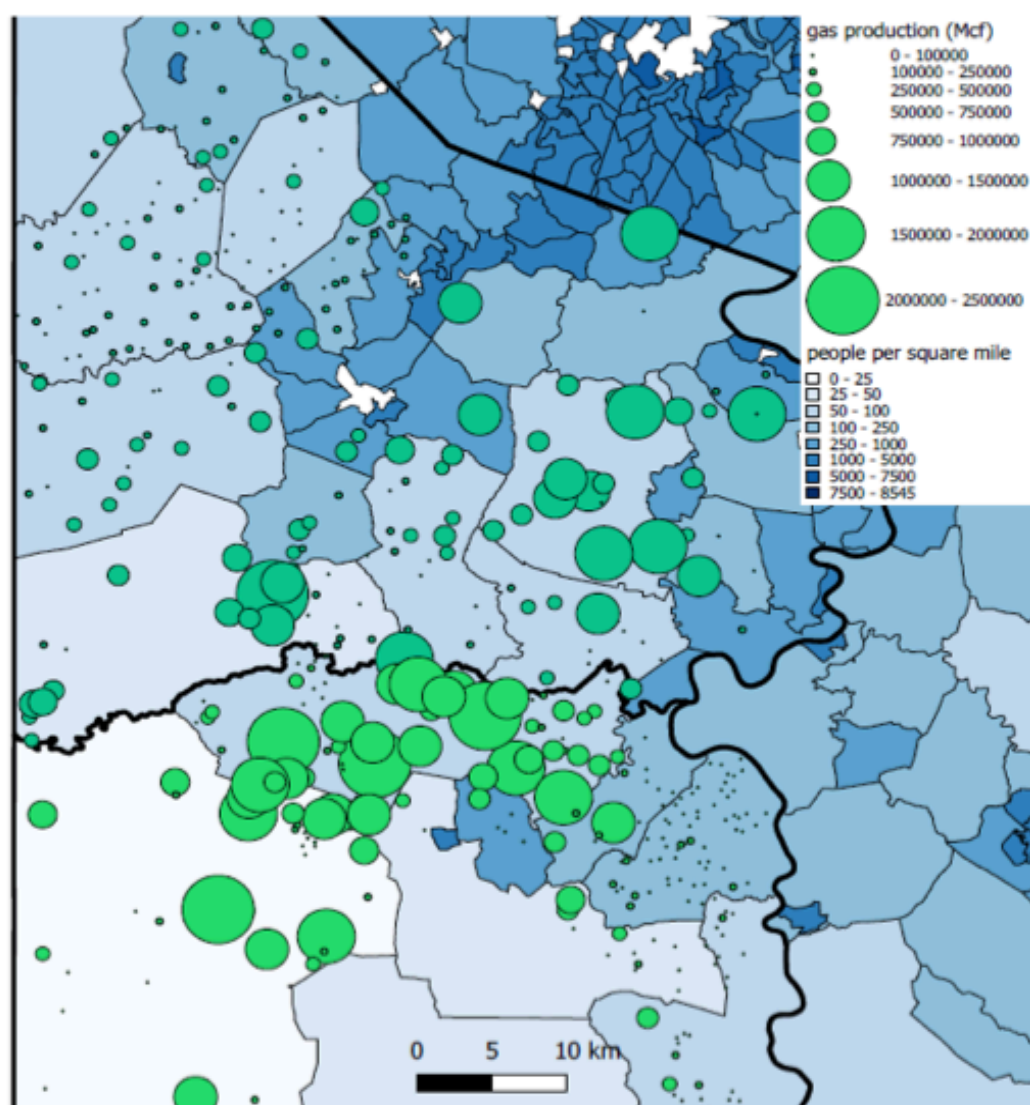 gas production (Mcf)
0 - 100000
100000 - 250000
250000 - 500000
500000 - 750000
750000 - 1000000
1000000 - 1500000
1500000 - 2000000
2000000 - 2500000
people per square mile
0 - 25
25 - 50
50 - 100
100 - 250
250 - 1000
1000 - 5000
5000 - 7500
7500 - 8545
0 5 10 km